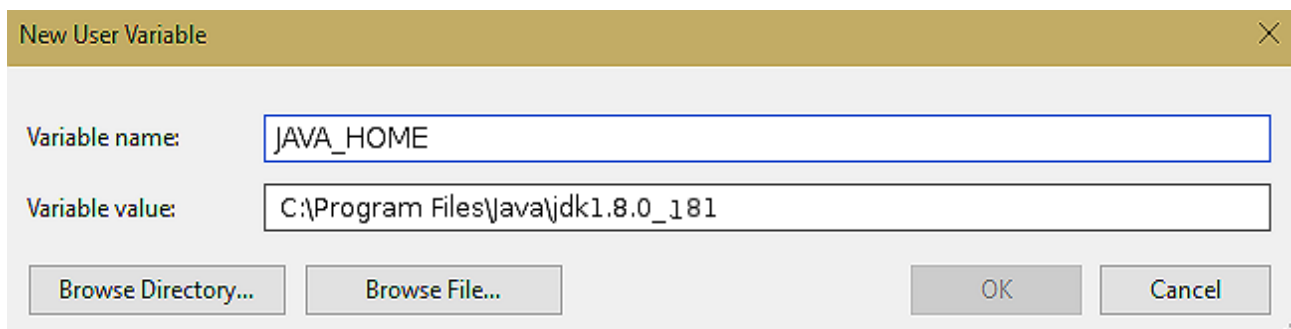 New User Variable
Variable name: JAVA_HOME
Variable value: C:\Program Files\Java\jdk1.8.0_181
Browse Directory... Browse File... OK Cancel